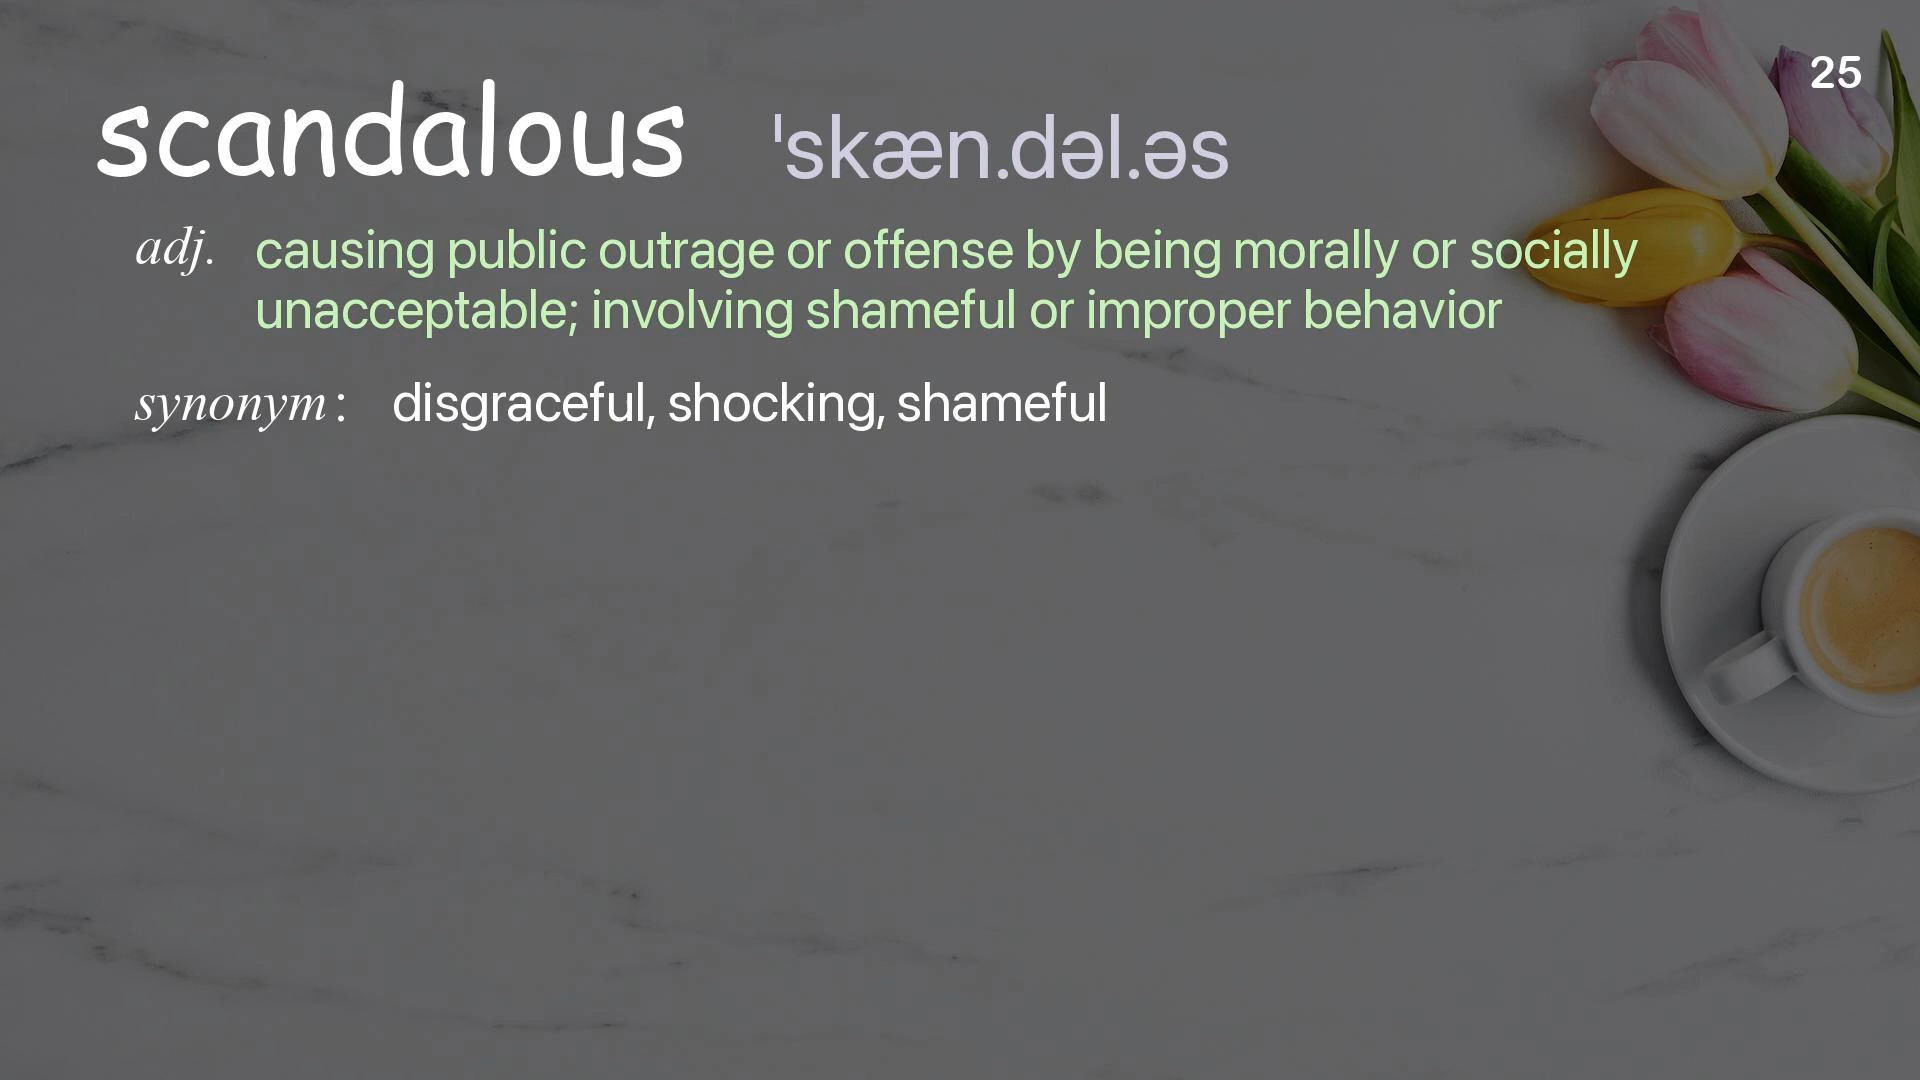 25
scandalous ˈskæn.dəl.əs
adj. causing public outrage or offense by being morally or socially
unacceptable; involving shameful or improper behavior
synonym : disgraceful, shocking, shameful